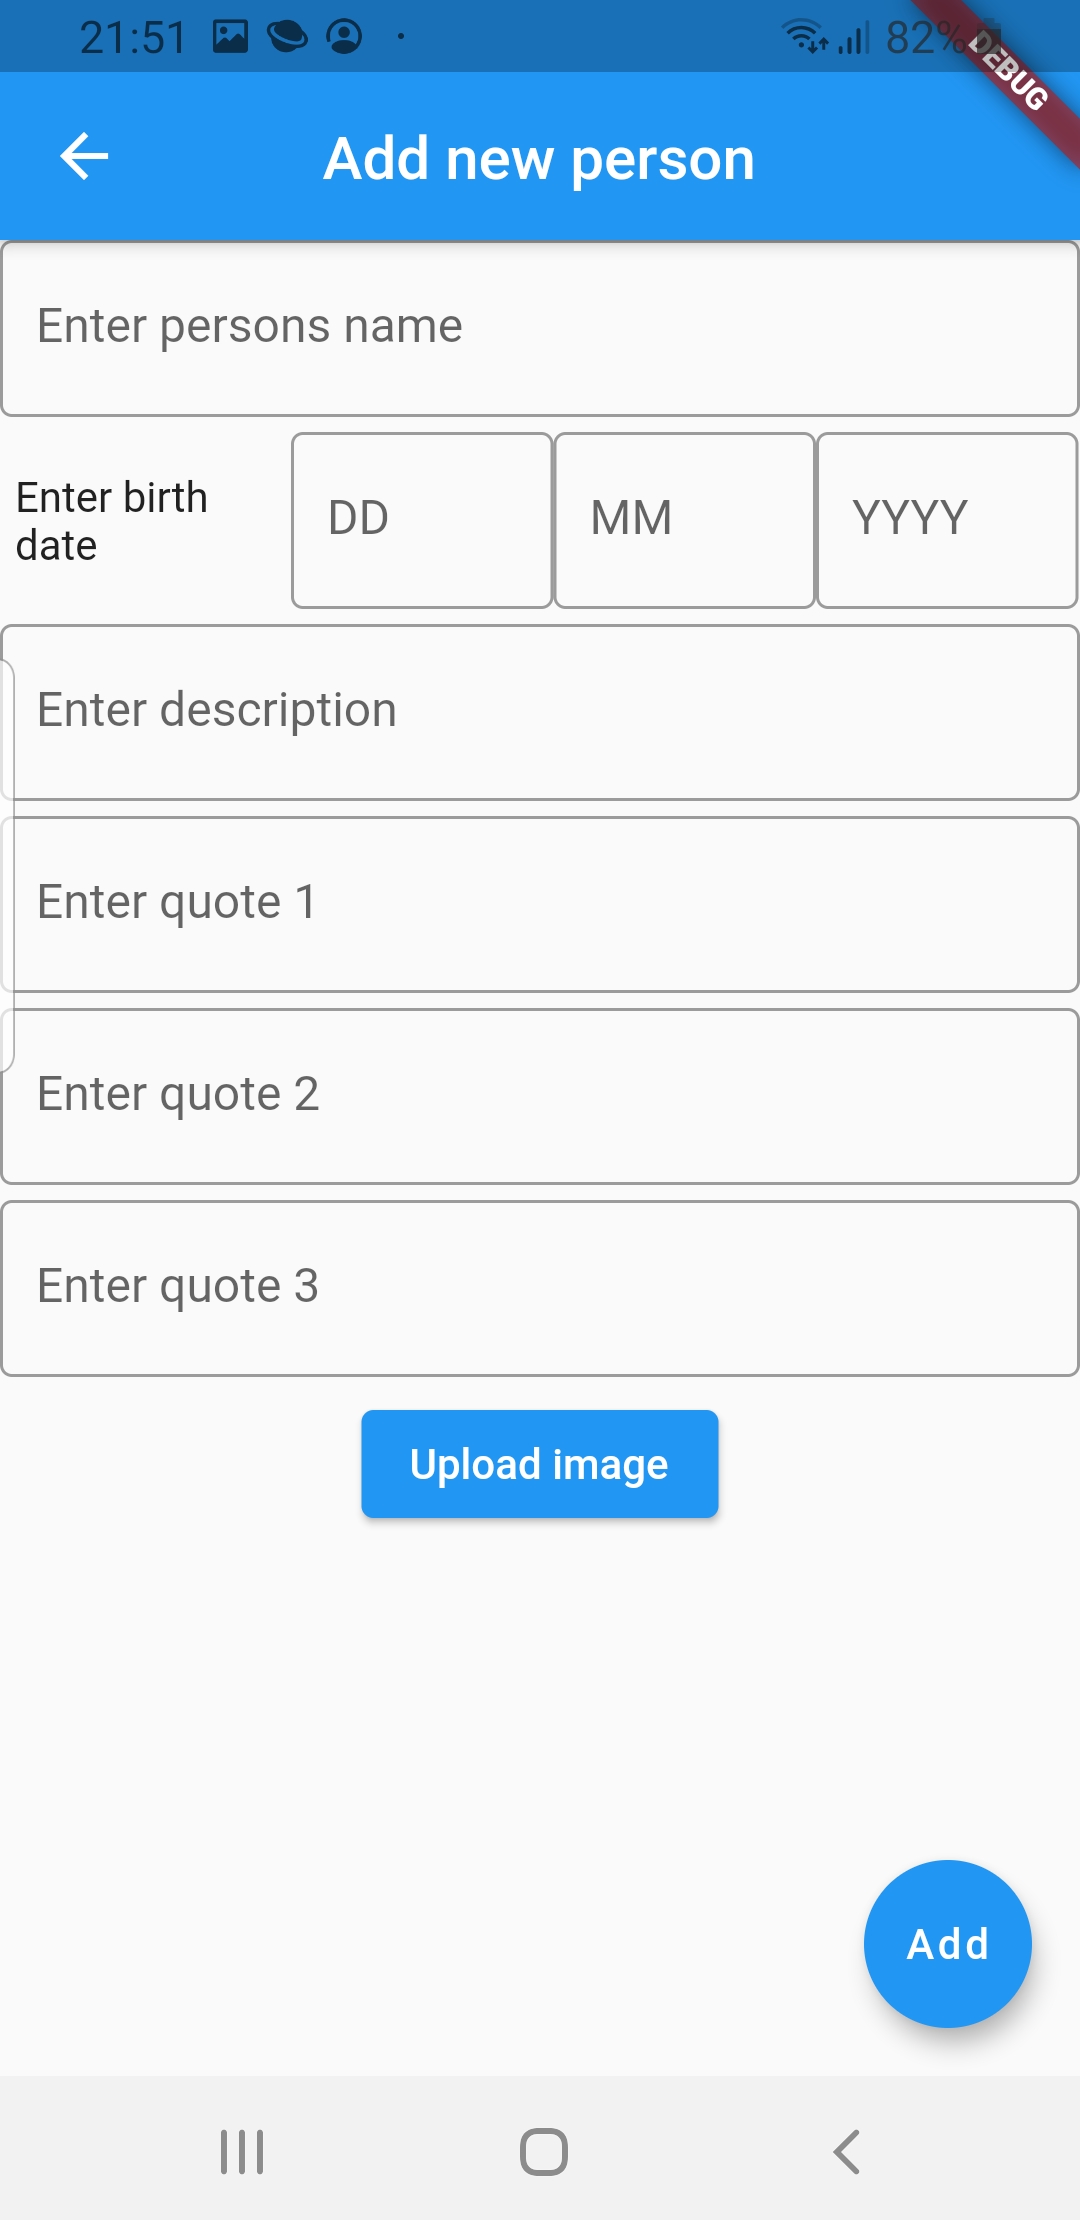 21:51 82%
DEBUG
Add new person
Enter persons name
Enter birth
date
DD MM YYYY
Enter description
Enter quote 1
Enter quote 2
Enter quote 3
Upload image
Add